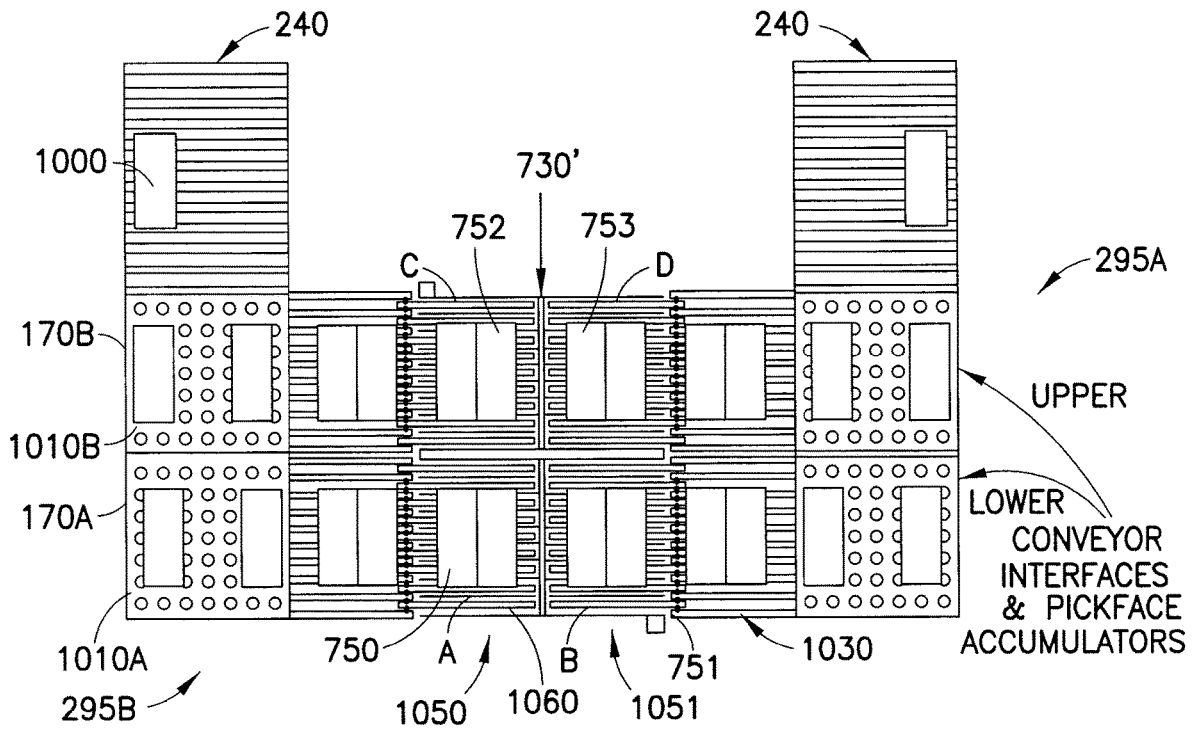 240
240
1000
730'
752
753
C
D
295A
170B
UPPER
1010B
170A
LOWER
CONVEYOR
INTERFACES
& PICKFACE
ACCUMULATORS
1010A
750
A
B
751
1030
295B
1050
1060
1051